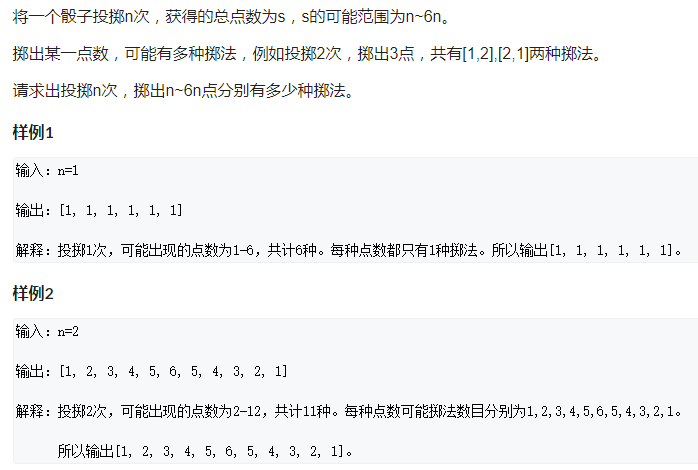 将一个骰子投掷n次，获得的总点数为s，s的可能范围为n~6n。
掷出某一点数，可能有多种掷法，例如投掷2次，掷出3点，共有[1,2],[2,1]两种掷法。
请求出投掷n次，掷出n~6n点分别有多少种掷法。
样例1
输入：n=1
输出：[1, 1, 1, 1, 1, 1]
解释：投掷1次，可能出现的点数为1-6，共计6种。每种点数都只有1种掷法。所以输出[1, 1, 1, 1, 1, 1]。
样例2
输入：n=2
输出：[1, 2, 3, 4, 5, 6, 5, 4, 3, 2, 1]
解释：投掷2次，可能出现的点数为2-12，共计11种。每种点数可能掷法数目分别为1,2,3,4,5,6,5,4,3,2,1。
所以输出[1, 2, 3, 4, 5, 6, 5, 4, 3, 2, 1]。